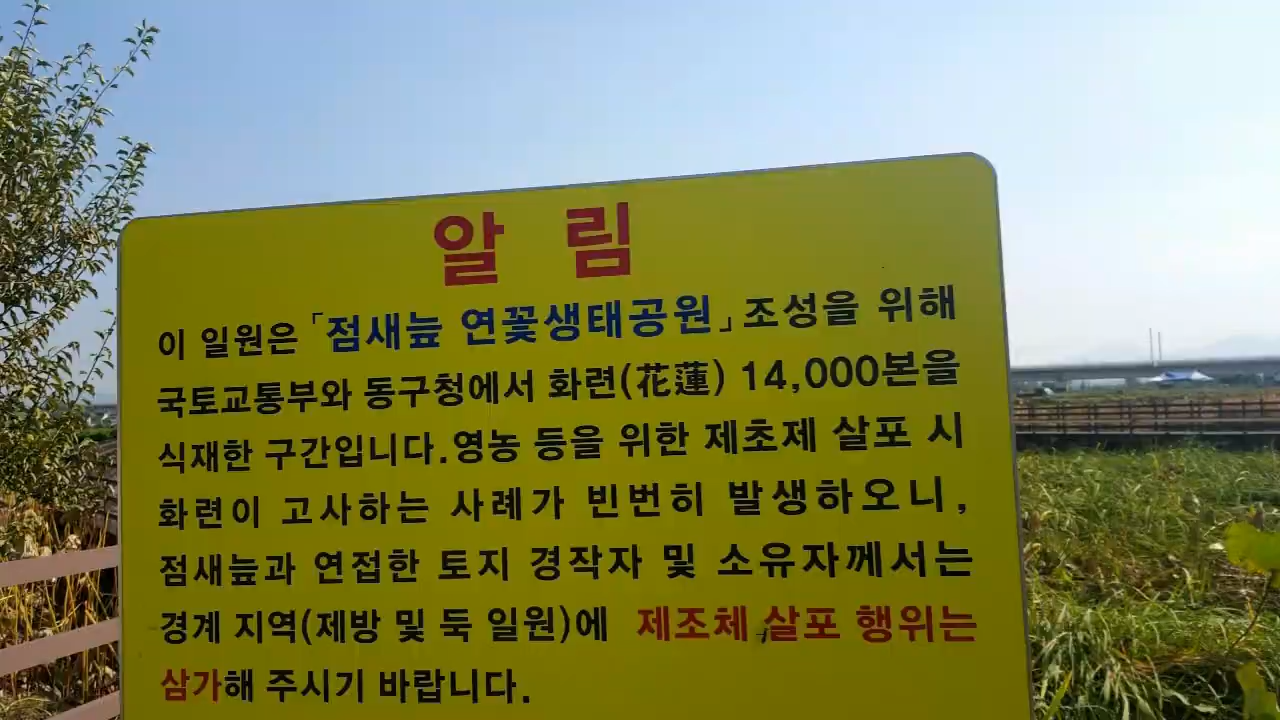 알 림
이 일원은 「점새늪 연꽃생태공원」조성을 위해
국토교통부와 동구청에서 화련(花蓮) 14,000본을
식재한 구간입니다.영농 등을 위한 제초제 살포 시
화련이 고사하는 사례가 빈번히 발생하오니,
점새늪과 연접한 토지 경작자 및 소유자께서는
경계 지역(제방 및 둑 일원)에 제조체 살포 행위는
삼가해 주시기 바랍니다.